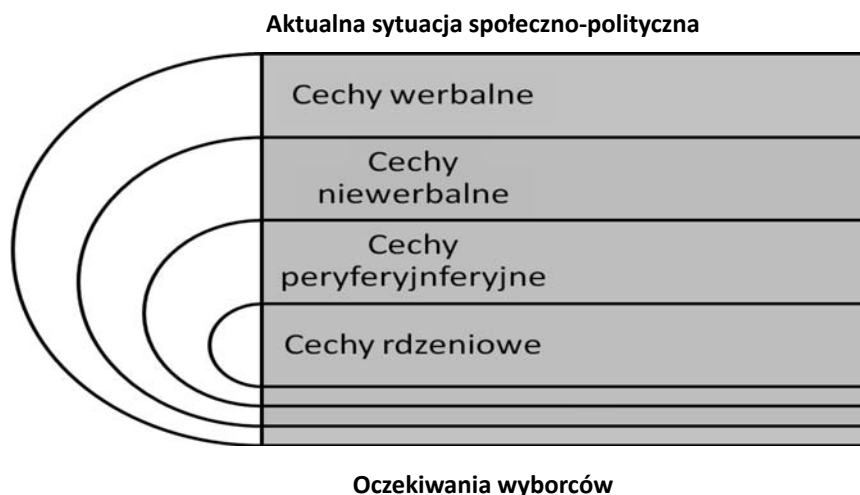 Aktualna sytuacja społeczno-polityczna
Cechy werbalne
Cechy
niewerbalne
Cechy
peryferyjnferyjne
Cechy rdzeniowe
Oczekiwania wyborców